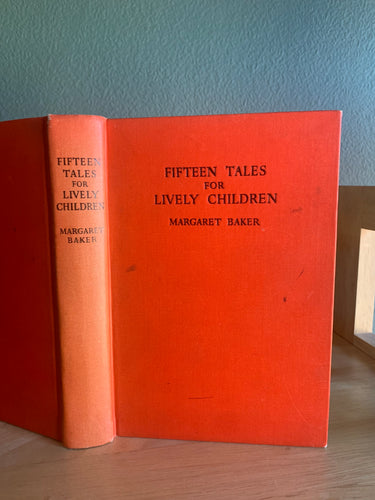 FIFTEEN
TALES
FOR
LIVELY
CHILDREN
MARGARET
BAKER
FIFTEEN TALES
FOR
LIVELY CHILDREN
MARGARET BAKER